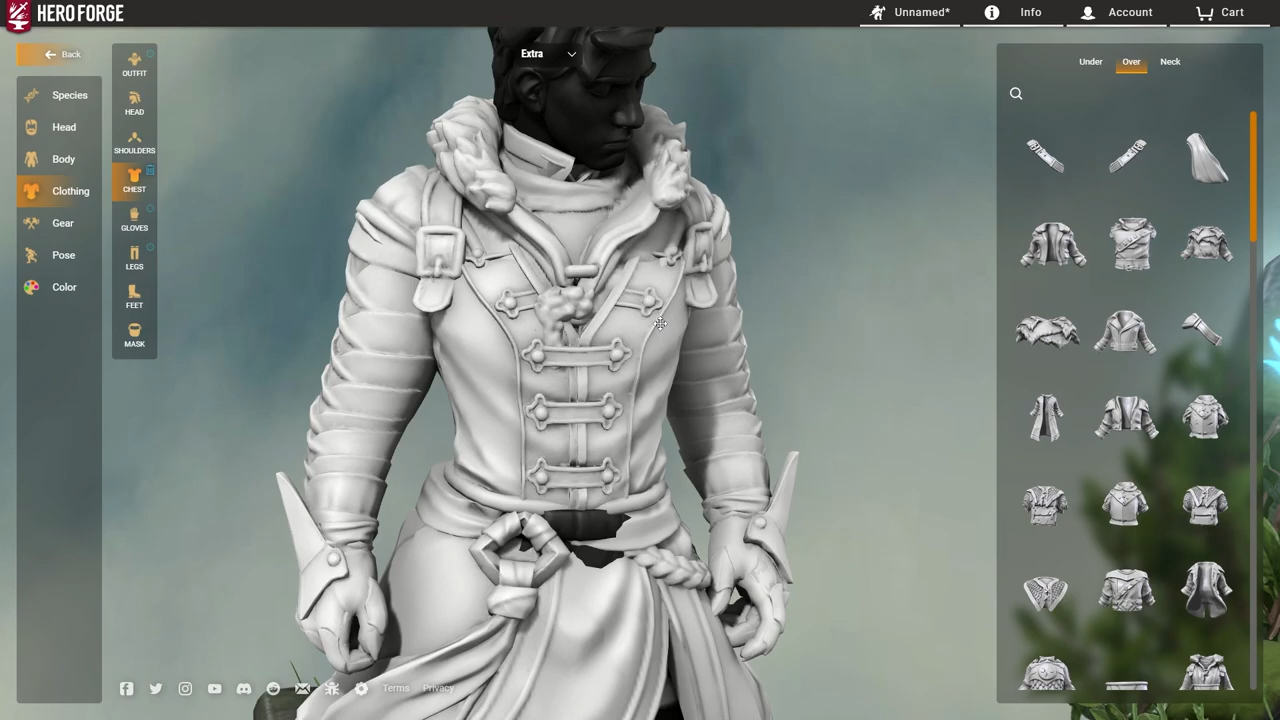 HERO FORGE
Unnamed*
Info
Account
Cart
Back
Species
Head
Body
Clothing
Gear
Pose
Color
OUTFIT
HEAD
SHOULDERS
CHEST
GLOVES
LEGS
FEET
MASK
Extra
Under
Over
Neck
Terms
Privacy